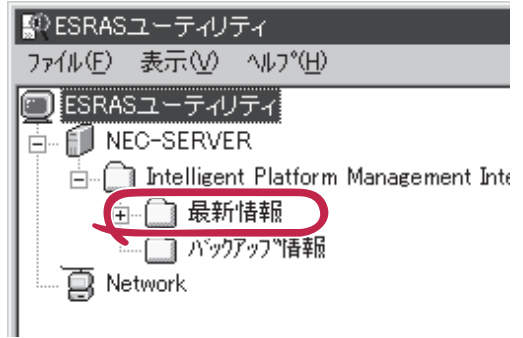 ESRASユーティリティ
ファイル(F) 表示(V) ヘルプ(H)
ESRASユーティリティ
NEC-SERVER
Intelligent Platform Management Inte
最新情報
バックアップ情報
Network